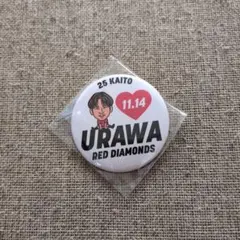 25 KAITO
11.14
URAWA
RED DIAMONDS